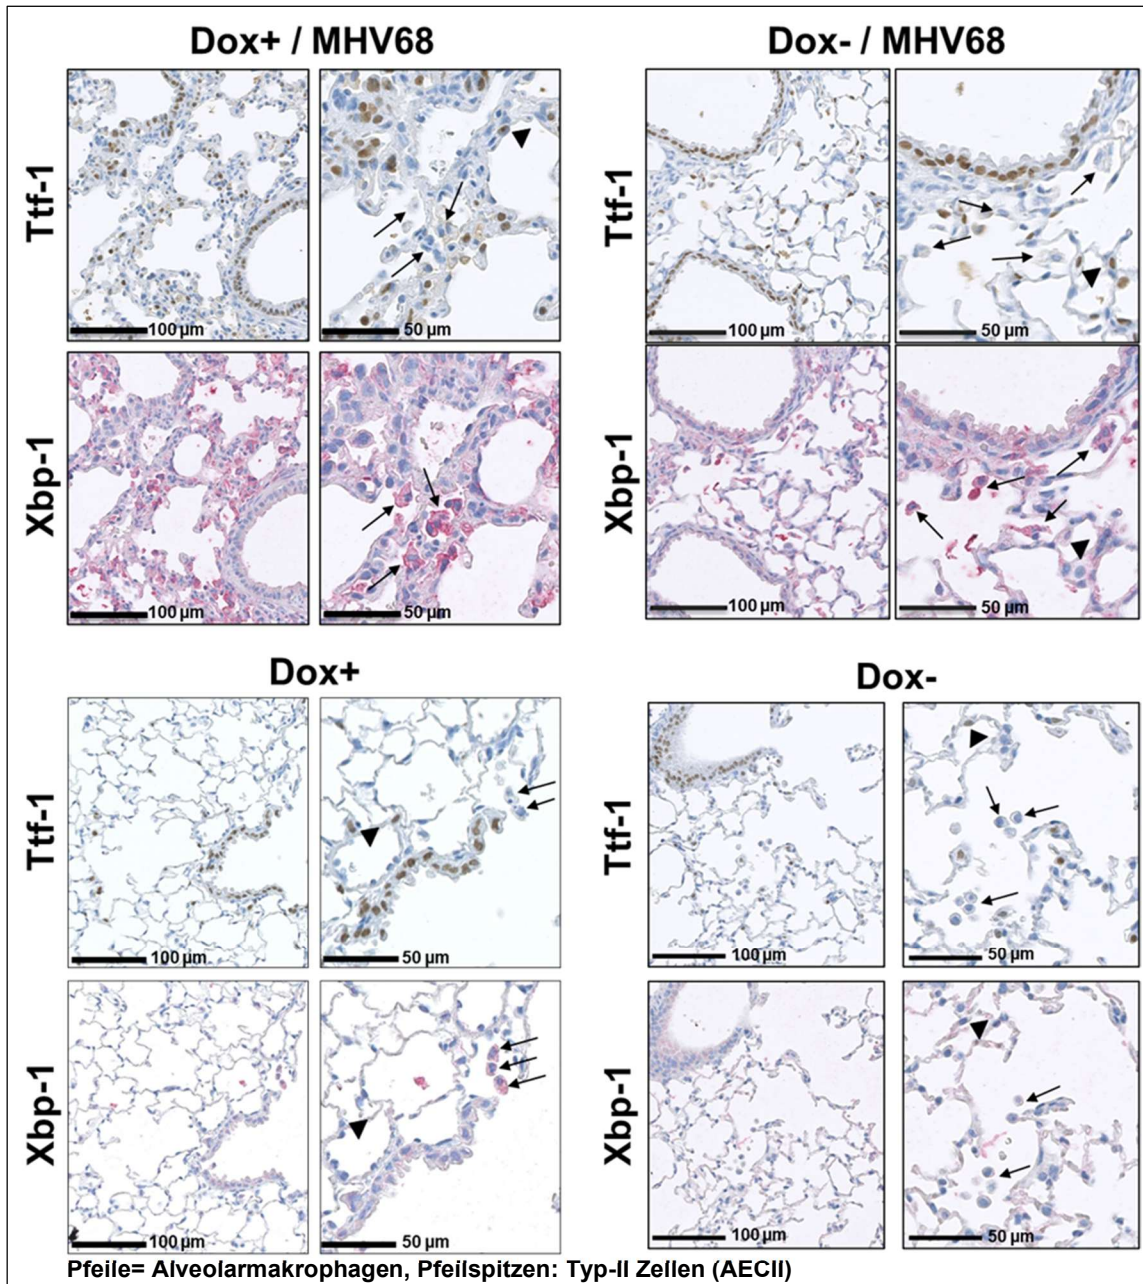 Dox+ / MHV68
Dox- / MHV68
Ttf-1
100 µm
50 µm
Ttf-1
100 µm
50 µm
Xbp-1
100 µm
50 µm
Xbp-1
100 µm
50 µm
Dox+
Dox-
Ttf-1
100 µm
50 µm
Ttf-1
100 µm
50 µm
Xbp-1
100 µm
50 µm
Xbp-1
100 µm
50 µm
Pfeile= Alveolarmakrophagen, Pfeilspitzen: Typ-II Zellen (AECII)